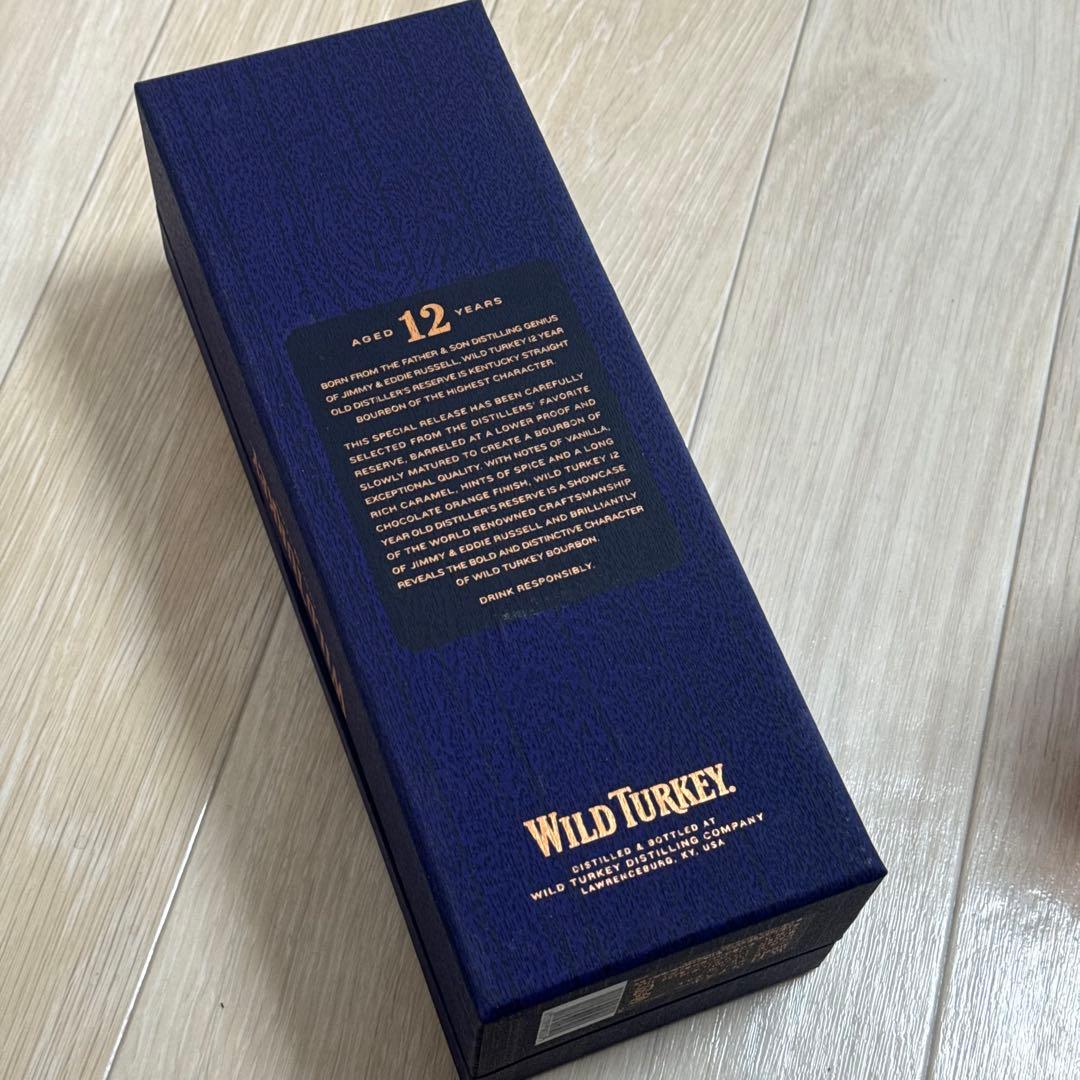 AGED 12 YEARS
BORN FROM THE FATHER & SON DISTILLING GENIUS
OF JIMMY & EDDIE RUSSELL, WILD TURKEY 12 YEAR
OLD DISTILLER'S RESERVE IS KENTUCKY STRAIGHT
BOURBON OF THE HIGHEST CHARACTER.
THIS SPECIAL RELEASE HAS BEEN CAREFULLY
SELECTED FROM THE DISTILLERS' FAVORITE
RESERVE, BARRELED AT A LOWER PROOF AND
SLOWLY MATURED TO CREATE A BOURBON OF
EXCEPTIONAL QUALITY. WITH NOTES OF VANILLA,
RICH CARAMEL, HINTS OF SPICE AND A LONG
CHOCOLATE ORANGE FINISH, WILD TURKEY 12
YEAR OLD DISTILLER'S RESERVE IS A SHOWCASE
OF THE WORLD RENOWNED CRAFTSMANSHIP
OF JIMMY & EDDIE RUSSELL AND BRILLIANTLY
REVEALS THE BOLD AND DISTINCTIVE CHARACTER
OF WILD TURKEY BOURBON.
DRINK RESPONSIBLY.
WILD TURKEY.
DISTILLED & BOTTLED AT
WILD TURKEY DISTILLING COMPANY
LAWRENCEBURG, KY, USA